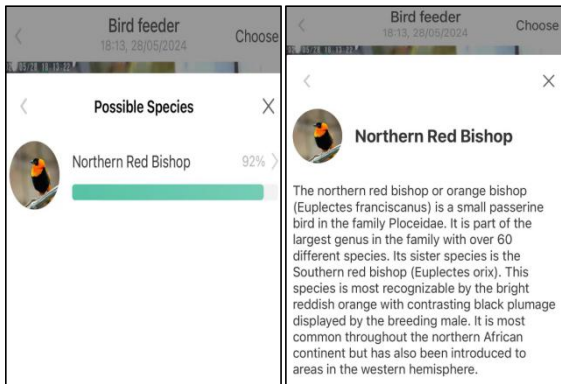 Bird feeder
18:13, 28/05/2024
Choose
Possible Species
Northern Red Bishop
92%
Bird feeder
18:13, 28/05/2024
Choose
Northern Red Bishop
The northern red bishop or orange bishop
(Euplectes franciscanus) is a small passerine
bird in the family Ploceidae. It is part of the
largest genus in the family with over 60
different species. Its sister species is the
Southern red bishop (Euplectes orix). This
species is most recognizable by the bright
reddish orange with contrasting black plumage
displayed by the breeding male. It is most
common throughout the northern African
continent but has also been introduced to
areas in the western hemisphere.